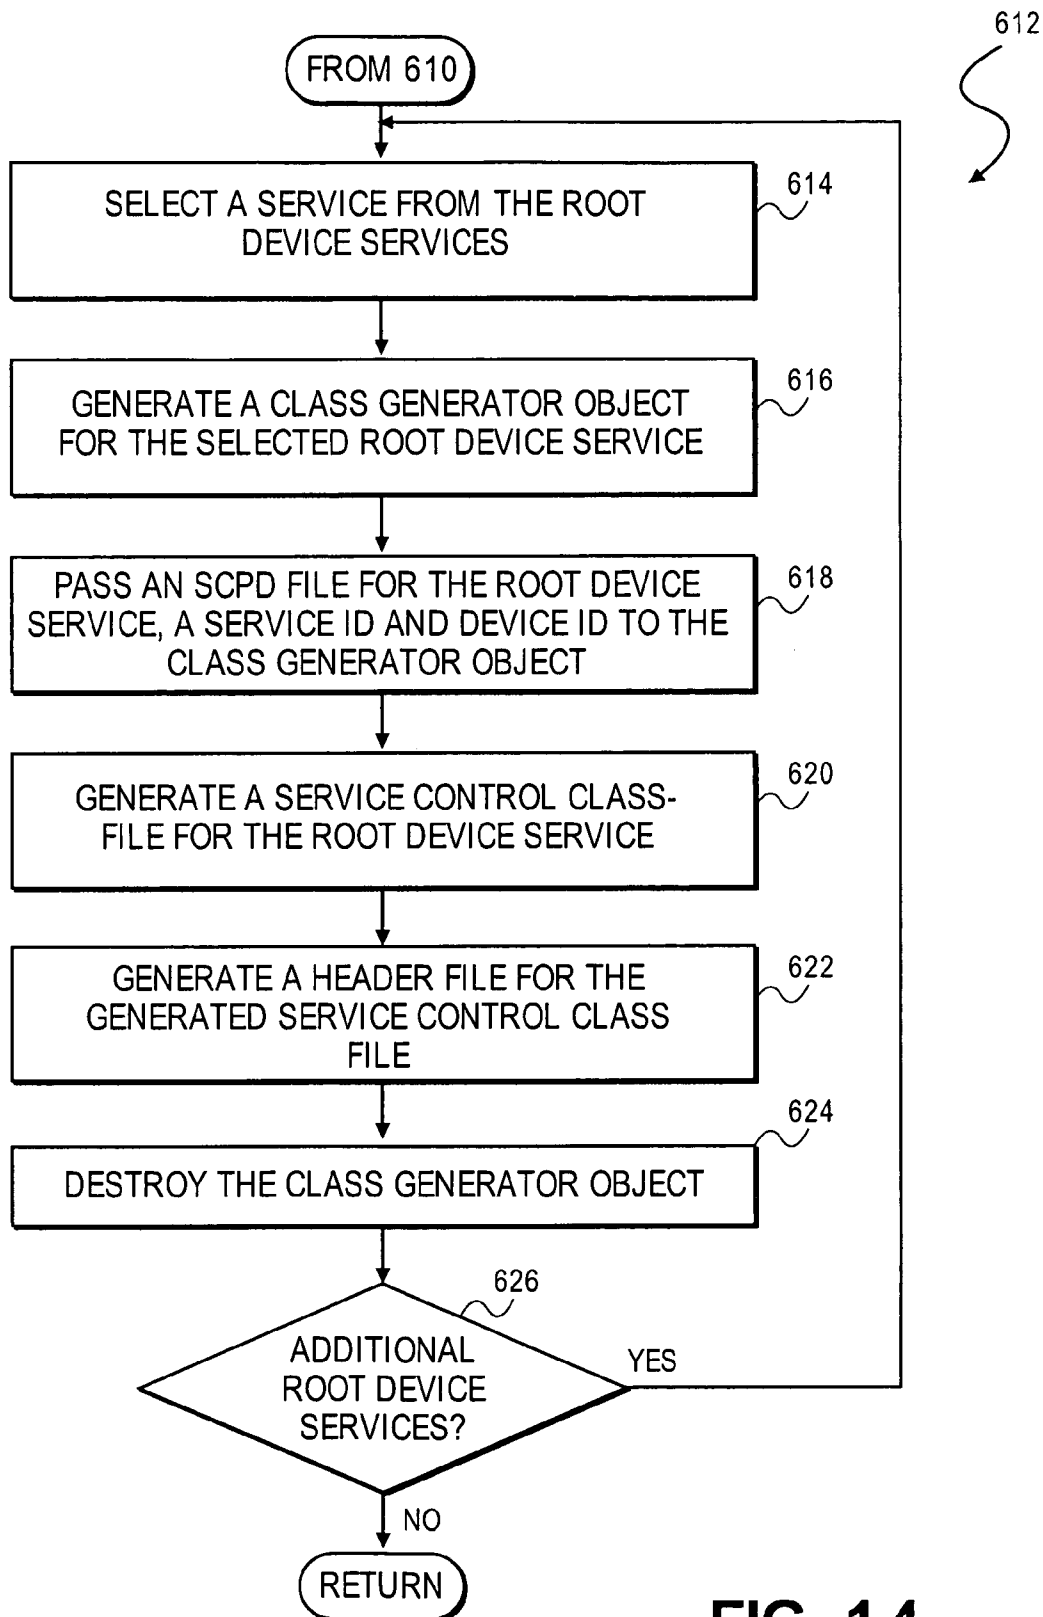 612
FROM 610
614
SELECT A SERVICE FROM THE ROOT
DEVICE SERVICES
616
GENERATE A CLASS GENERATOR OBJECT
FOR THE SELECTED ROOT DEVICE SERVICE
618
PASS AN SCPD FILE FOR THE ROOT DEVICE
SERVICE, A SERVICE ID AND DEVICE ID TO THE
CLASS GENERATOR OBJECT
620
GENERATE A SERVICE CONTROL CLASS-
FILE FOR THE ROOT DEVICE SERVICE
622
GENERATE A HEADER FILE FOR THE
GENERATED SERVICE CONTROL CLASS
FILE
624
DESTROY THE CLASS GENERATOR OBJECT
626
ADDITIONAL
ROOT DEVICE
SERVICES?
YES
NO
RETURN
FIG. 14